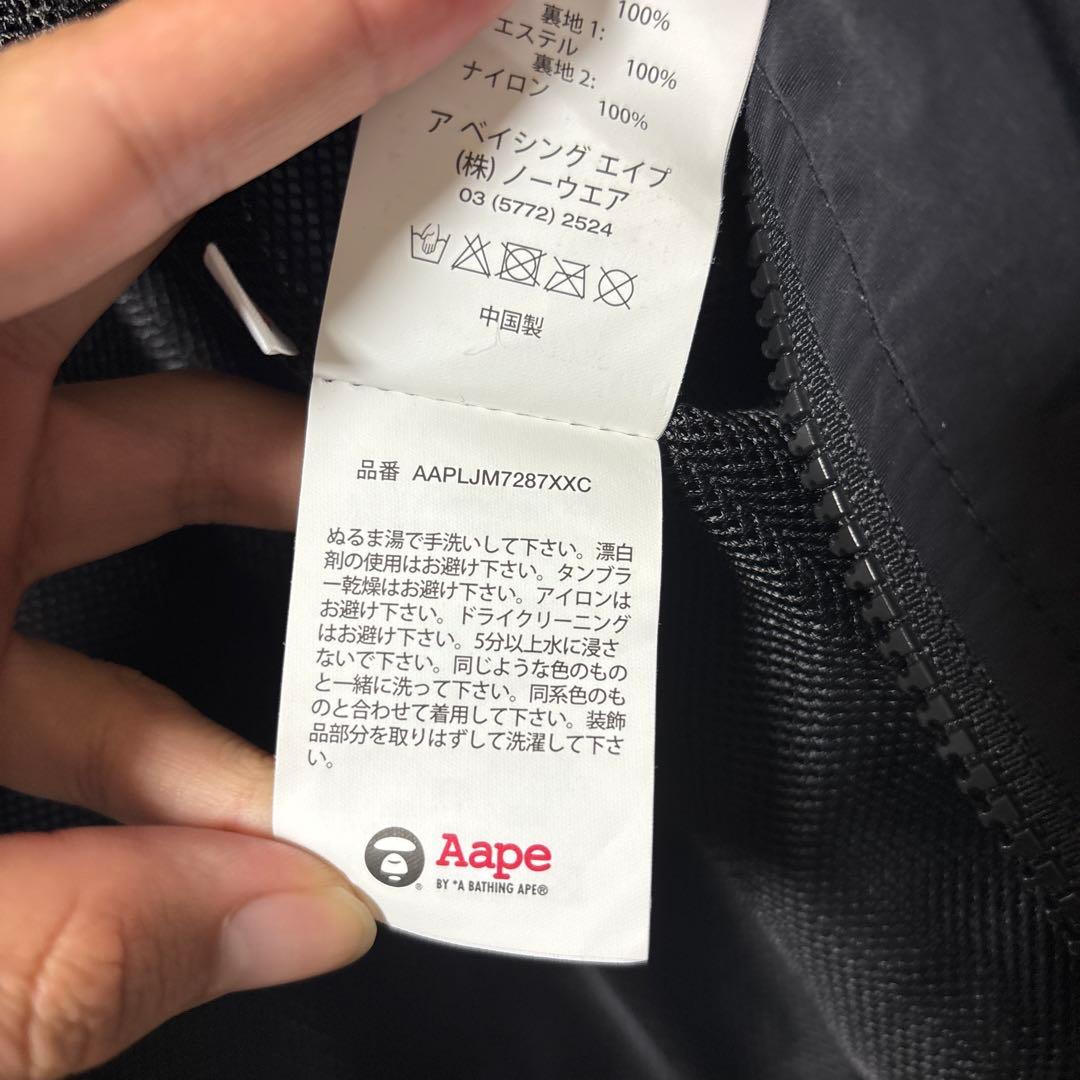 100%
裏地 1:
エステル 100%
裏地 2:
ナイロン 100%
ア ベイシング エイプ
(株) ノーウエア
03 (5772) 2524
中国製
品番 AAPLJM7287XXC
ぬるま湯で手洗いして下さい。漂白
剤の使用はお避け下さい。タンブラ
ー乾燥はお避け下さい。アイロンは
お避け下さい。ドライクリーニング
はお避け下さい。5分以上水に浸さ
ないで下さい。同じような色のもの
と一緒に洗って下さい。同系色のも
のと合わせて着用して下さい。装飾
品部分を取りはずして洗濯して下さ
い。
Aape
BY *A BATHING APE®